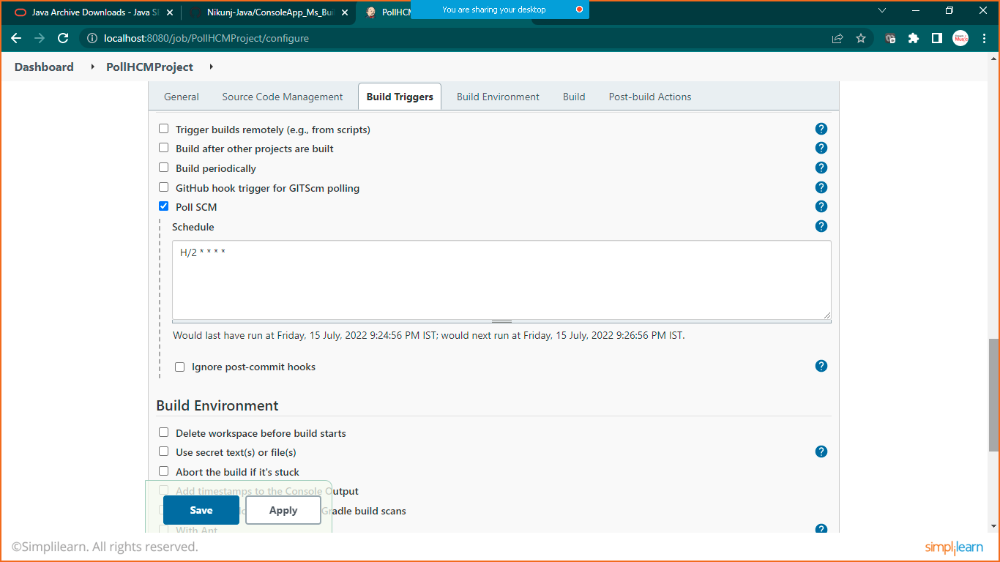 Java Archive Downloads - Java SE
Nikunj-Java/ConsoleApp_Ms_Bui
PollHCM
You are sharing your desktop
localhost:8080/job/PollHCMProject/configure
Dashboard
PollHCMProject
General
Source Code Management
Build Triggers
Build Environment
Build
Post-build Actions
Trigger builds remotely (e.g., from scripts)
Build after other projects are built
Build periodically
GitHub hook trigger for GITScm polling
Poll SCM
Schedule
H/2 * * * *
Would last have run at Friday, 15 July, 2022 9:24:56 PM IST; would next run at Friday, 15 July, 2022 9:26:56 PM IST.
Ignore post-commit hooks
Build Environment
Delete workspace before build starts
Use secret text(s) or file(s)
Abort the build if it's stuck
Add timestamps to the Console Output
Gradle build scans
With Ant
Save
Apply
©Simplilearn. All rights reserved.
simplilearn